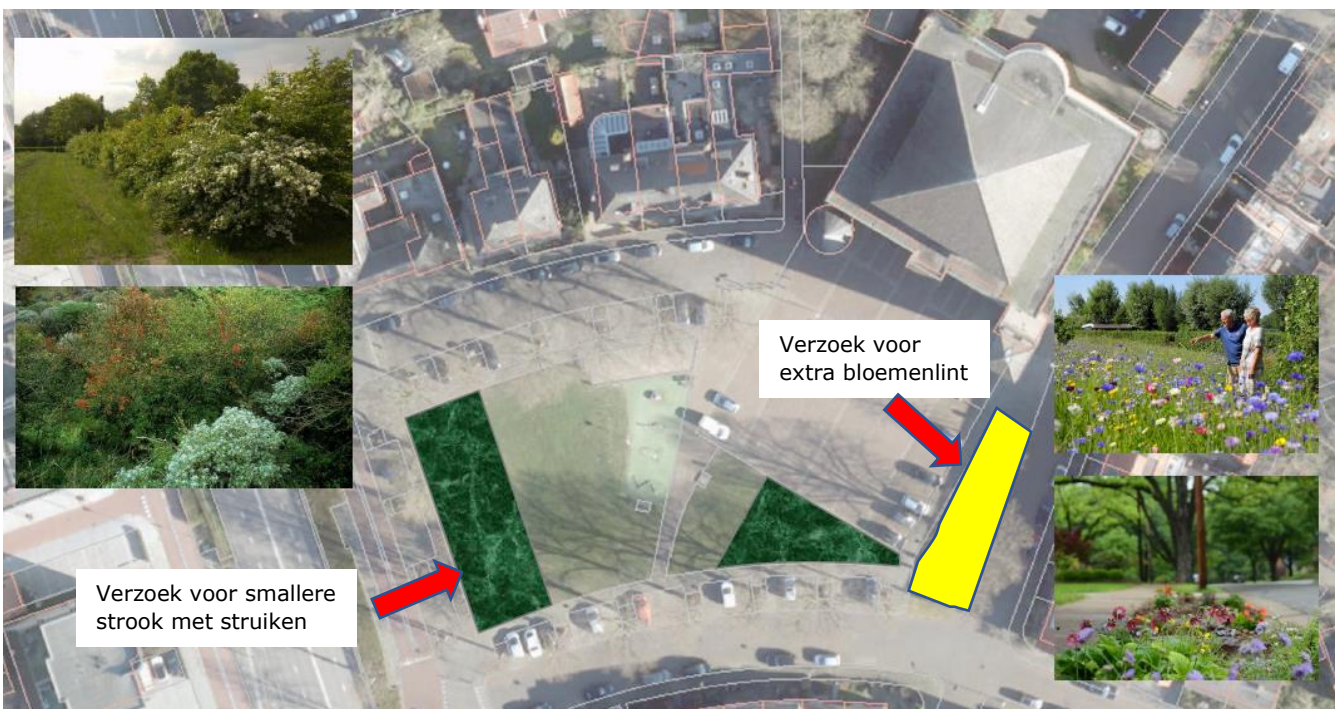 Verzoek voor
extra bloemenlint
Verzoek voor smallere
strook met struiken